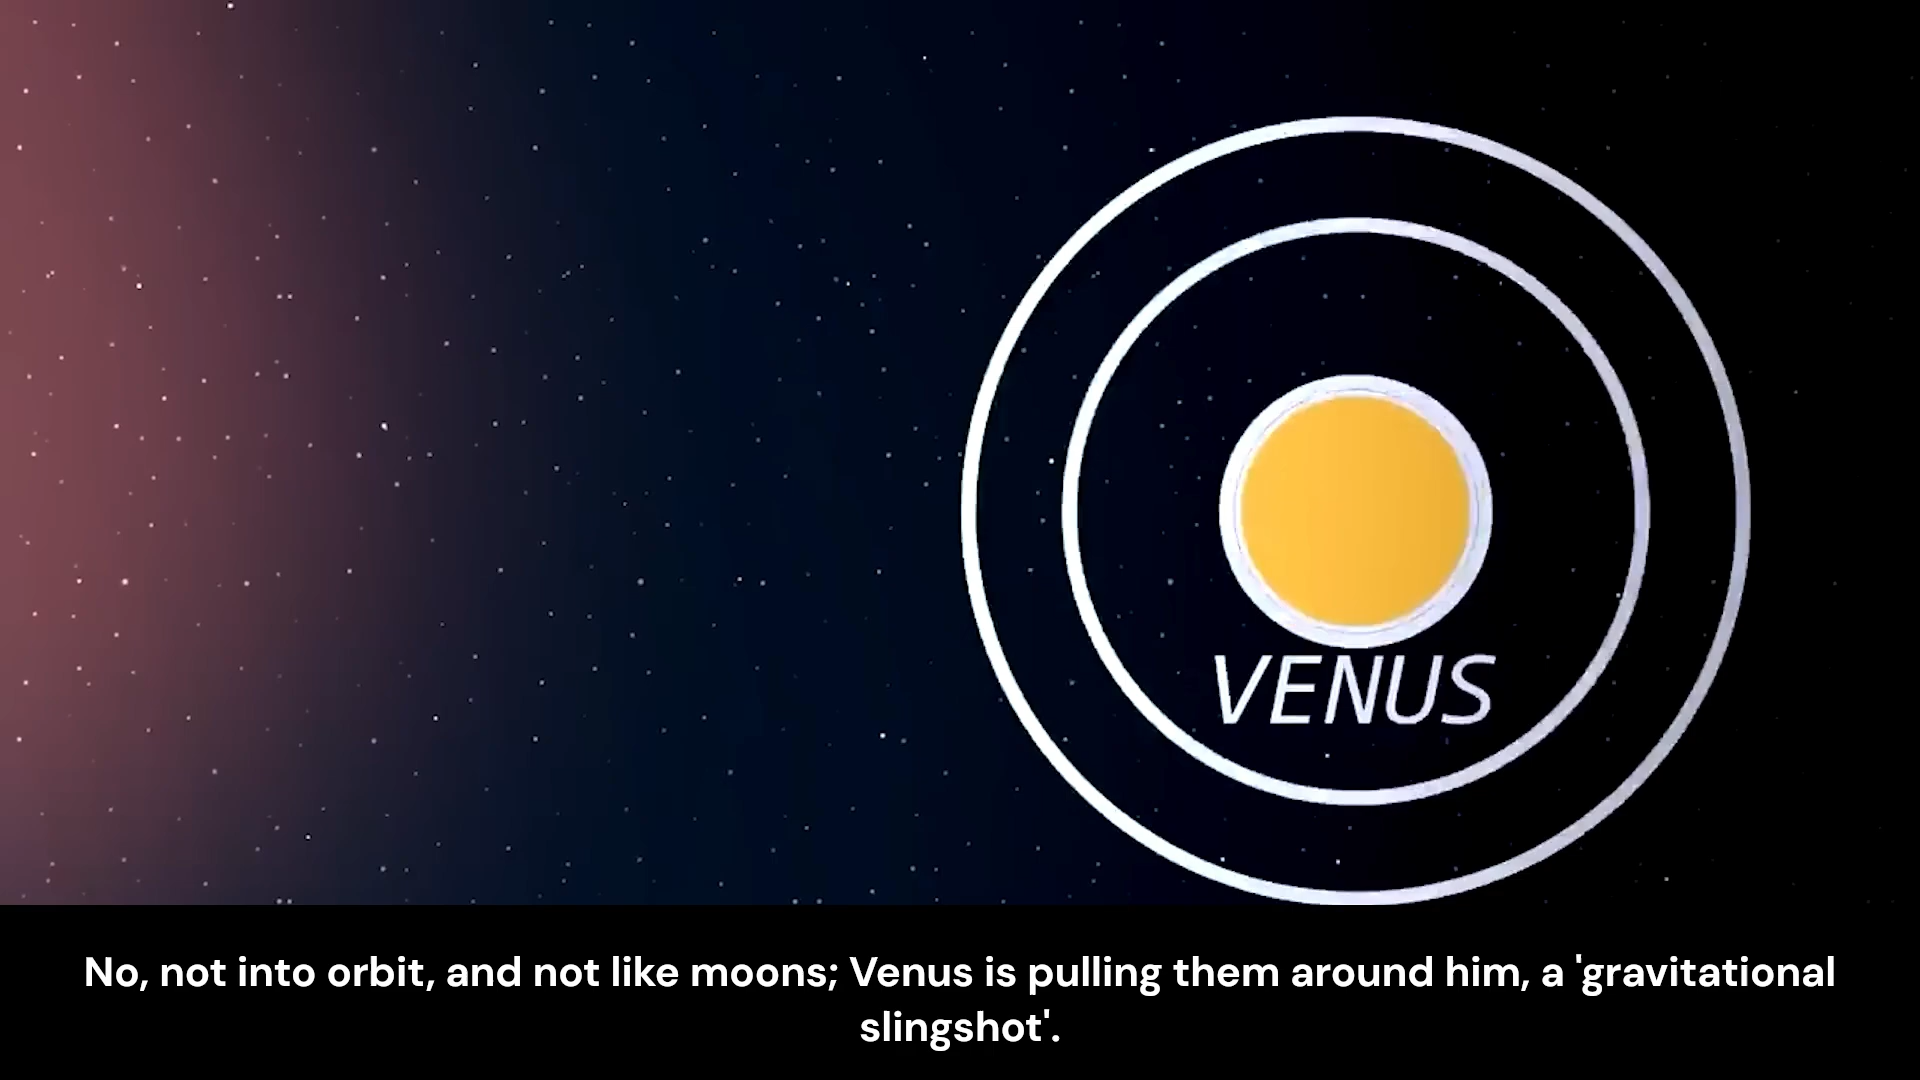 VENUS
No, not into orbit, and not like moons; Venus is pulling them around him, a 'gravitational
slingshot'.